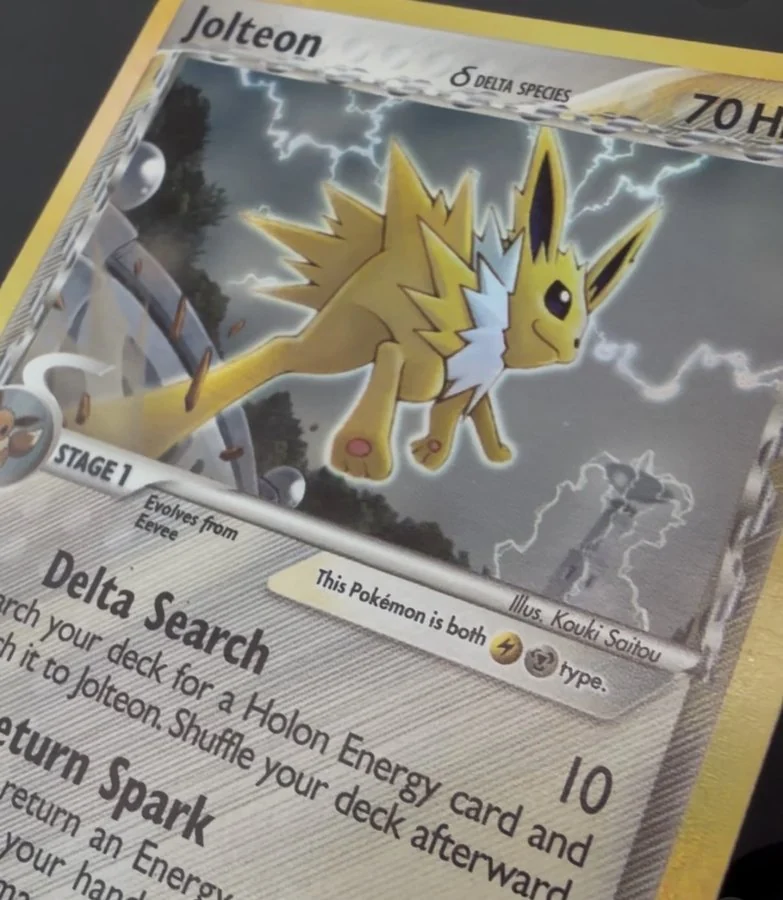 Jolteon
δ DELTA SPECIES
70 H
STAGE 1
Evolves from
Eevee
Illus. Kouki Saitou
This Pokémon is both type.
Delta Search
10
your deck for a Holon Energy card and
it to Jolteon. Shuffle your deck afterward
Spark
return an Energy
your hand